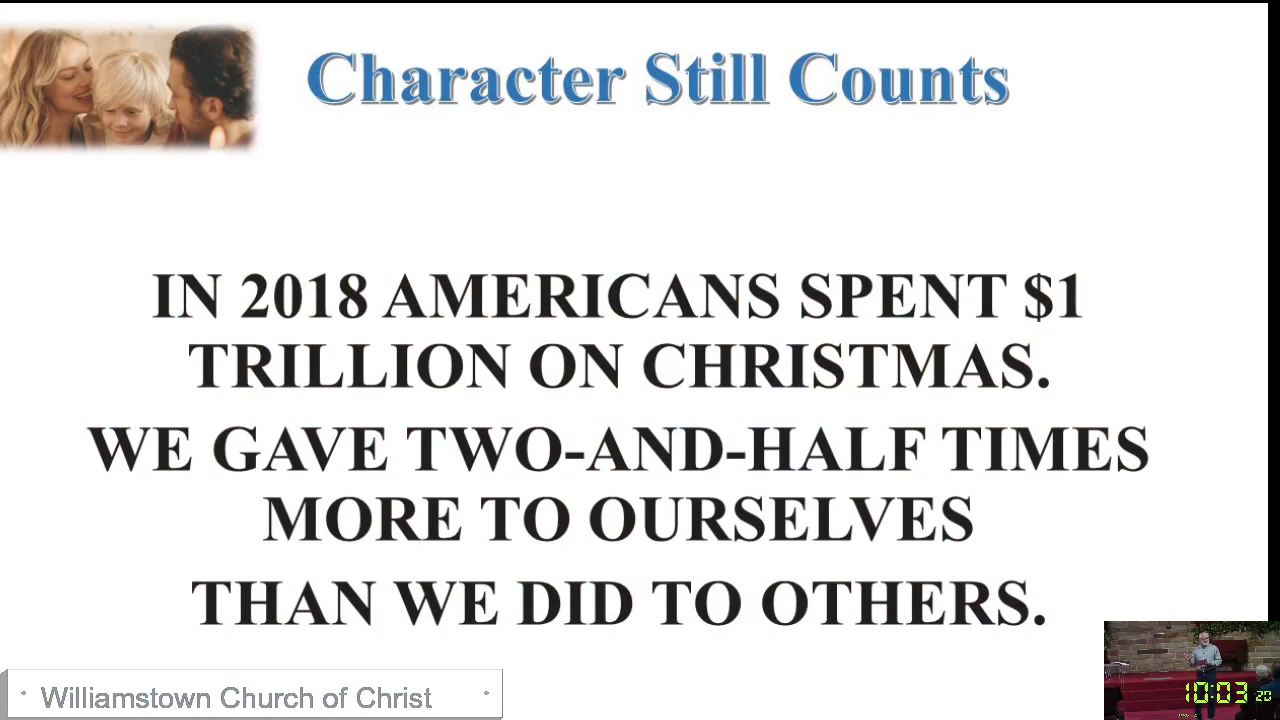 Character Still Counts
IN 2018 AMERICANS SPENT $1
TRILLION ON CHRISTMAS.
WE GAVE TWO-AND-HALF TIMES
MORE TO OURSELVES
THAN WE DID TO OTHERS.
Williamstown Church of Christ
10:03 20